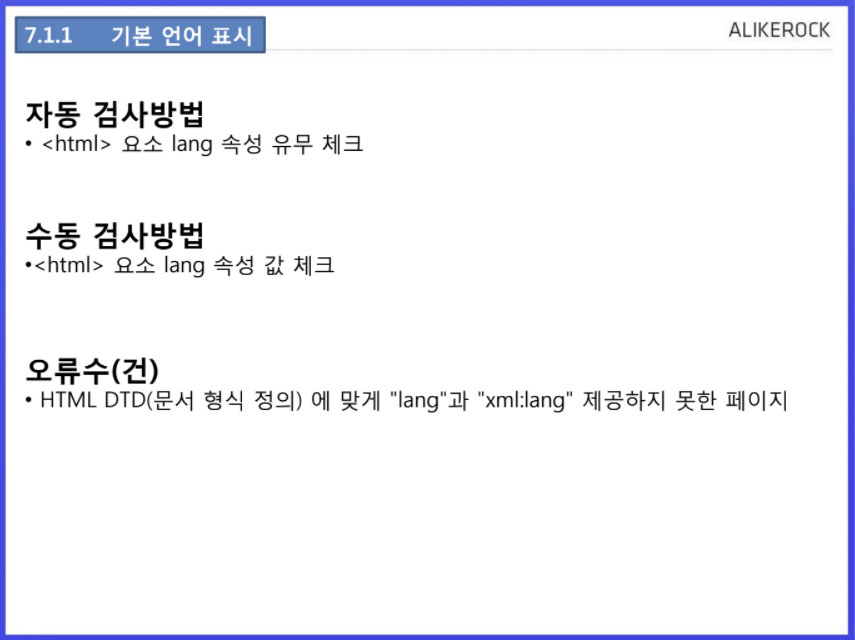 7.1.1 기본 언어 표시
ALIKEROCK
자동 검사방법
• <html> 요소 lang 속성 유무 체크
수동 검사방법
•<html> 요소 lang 속성 값 체크
오류수(건)
• HTML DTD(문서 형식 정의) 에 맞게 "lang"과 "xml:lang" 제공하지 못한 페이지